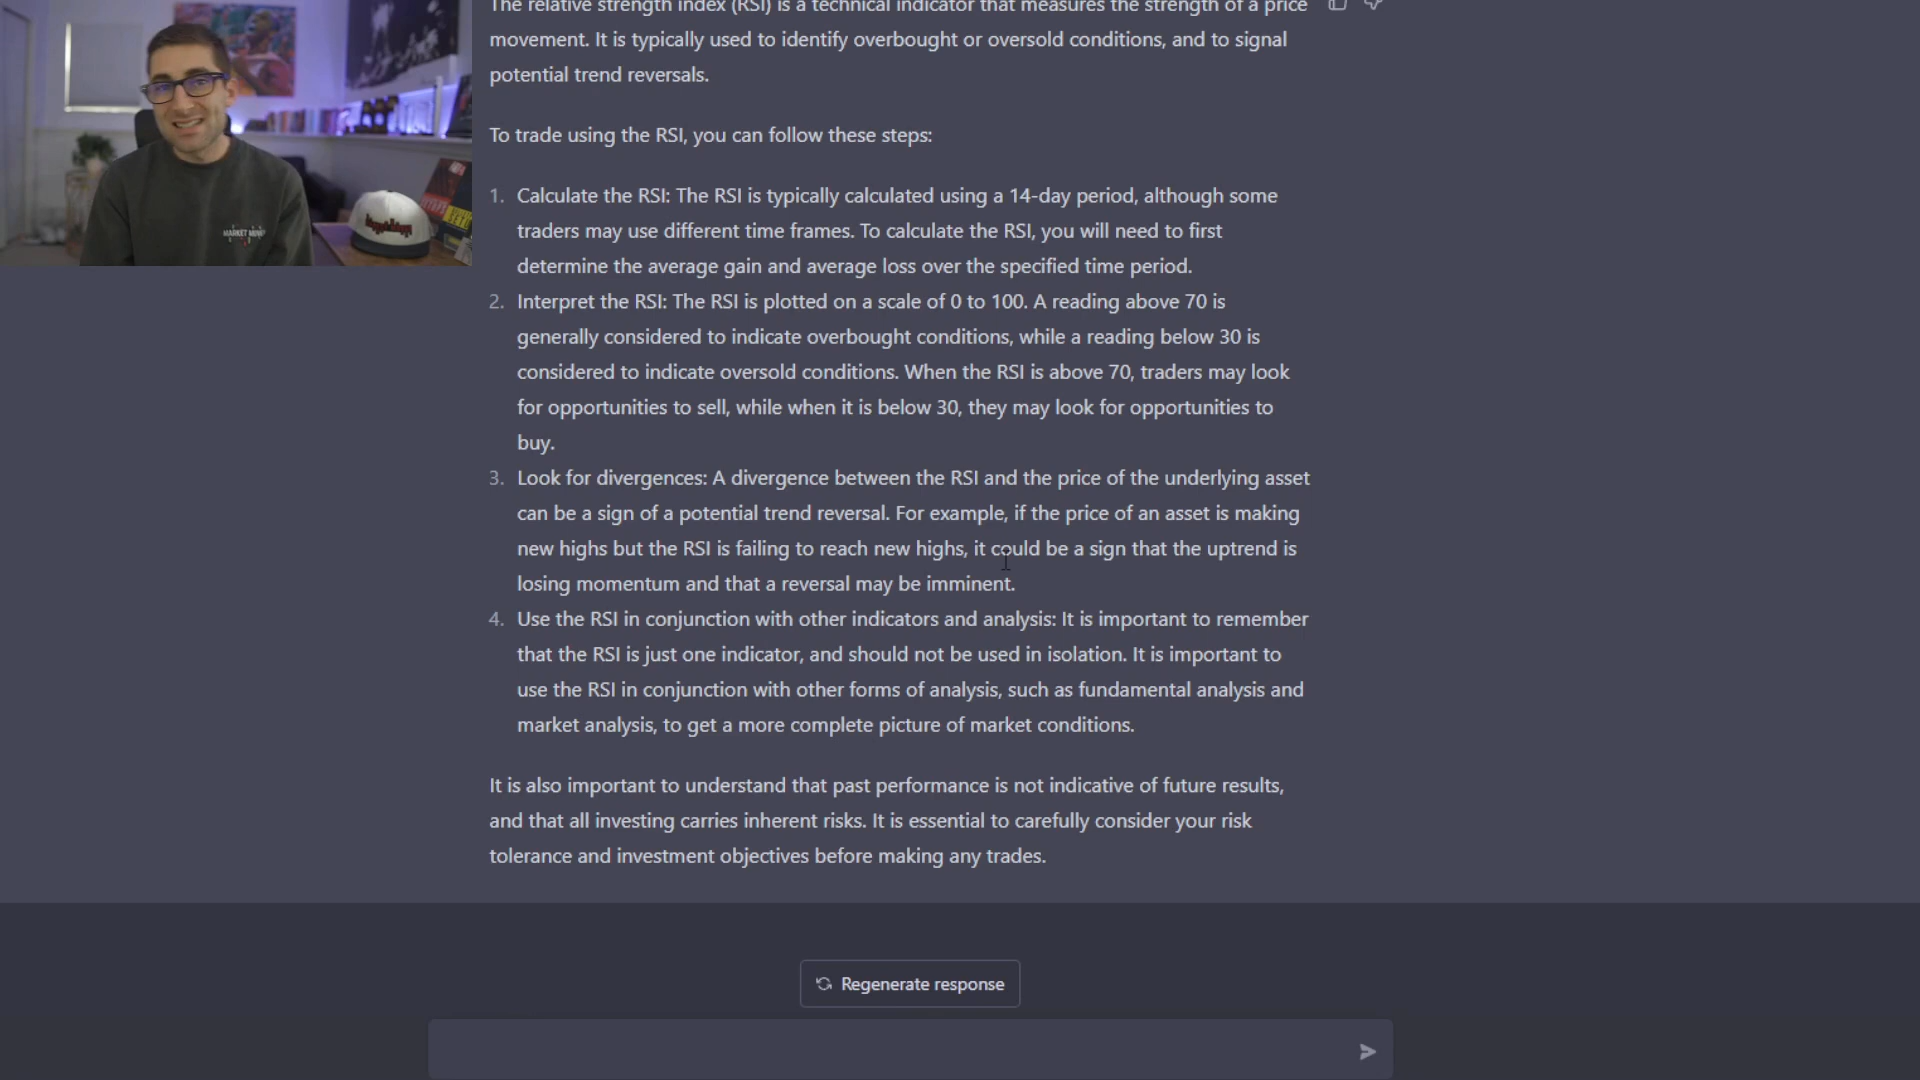 The relative strength index (RSI) is a technical indicator that measures the strength of a price
movement. It is typically used to identify overbought or oversold conditions, and to signal
potential trend reversals.
To trade using the RSI, you can follow these steps:
1. Calculate the RSI: The RSI is typically calculated using a 14-day period, although some
traders may use different time frames. To calculate the RSI, you will need to first
determine the average gain and average loss over the specified time period.
2. Interpret the RSI: The RSI is plotted on a scale of 0 to 100. A reading above 70 is
generally considered to indicate overbought conditions, while a reading below 30 is
considered to indicate oversold conditions. When the RSI is above 70, traders may look
for opportunities to sell, while when it is below 30, they may look for opportunities to
buy.
3. Look for divergences: A divergence between the RSI and the price of the underlying asset
can be a sign of a potential trend reversal. For example, if the price of an asset is making
new highs but the RSI is failing to reach new highs, it could be a sign that the uptrend is
losing momentum and that a reversal may be imminent.
4. Use the RSI in conjunction with other indicators and analysis: It is important to remember
that the RSI is just one indicator, and should not be used in isolation. It is important to
use the RSI in conjunction with other forms of analysis, such as fundamental analysis and
market analysis, to get a more complete picture of market conditions.
It is also important to understand that past performance is not indicative of future results,
and that all investing carries inherent risks. It is essential to carefully consider your risk
tolerance and investment objectives before making any trades.
Regenerate response
MARKET